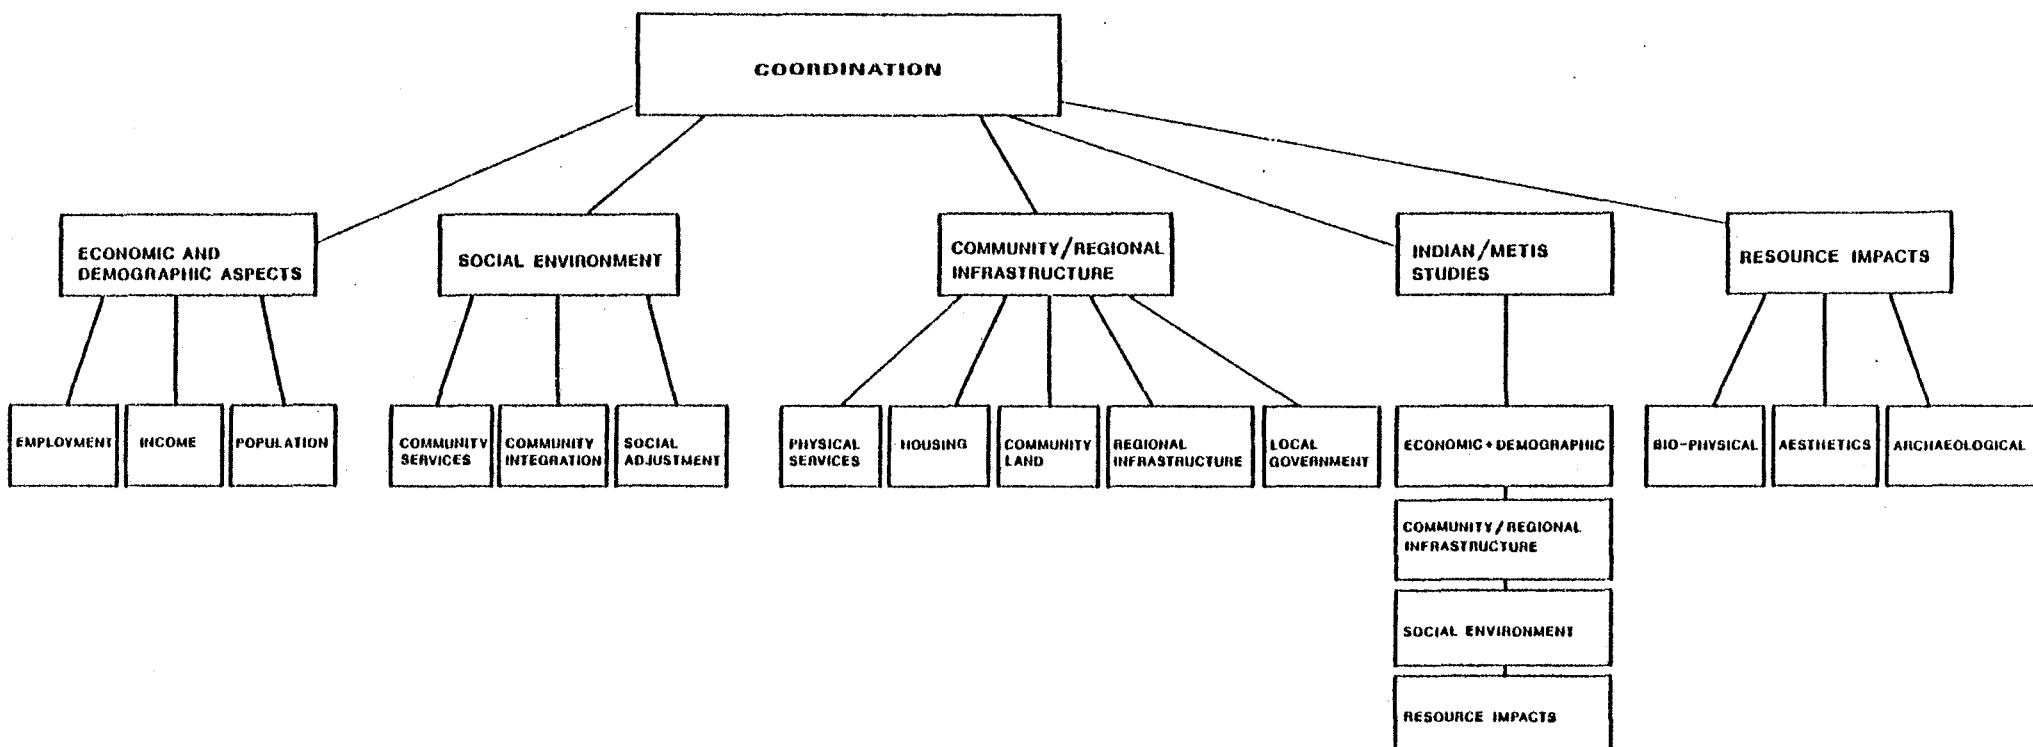 COORDINATION
ECONOMIC AND
DEMOGRAPHIC ASPECTS
SOCIAL ENVIRONMENT
COMMUNITY/REGIONAL
INFRASTRUCTURE
INDIAN/METIS
STUDIES
RESOURCE IMPACTS
EMPLOYMENT
INCOME
POPULATION
COMMUNITY
SERVICES
COMMUNITY
INTEGRATION
SOCIAL
ADJUSTMENT
PHYSICAL
SERVICES
HOUSING
COMMUNITY
LAND
REGIONAL
INFRASTRUCTURE
LOCAL
GOVERNMENT
ECONOMIC + DEMOGRAPHIC
BIO-PHYSICAL
AESTHETICS
ARCHAEOLOGICAL
COMMUNITY/REGIONAL
INFRASTRUCTURE
SOCIAL ENVIRONMENT
RESOURCE IMPACTS